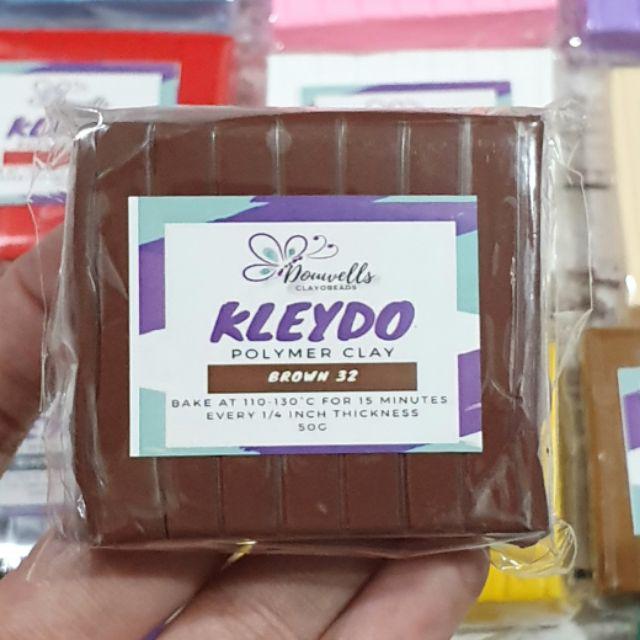 Douwells
CLAYOBEADS
KLEYDO
POLYMER CLAY
BROWN 32
BAKE AT 110-130°C FOR 15 MINUTES
EVERY 1/4 INCH THICKNESS
50G